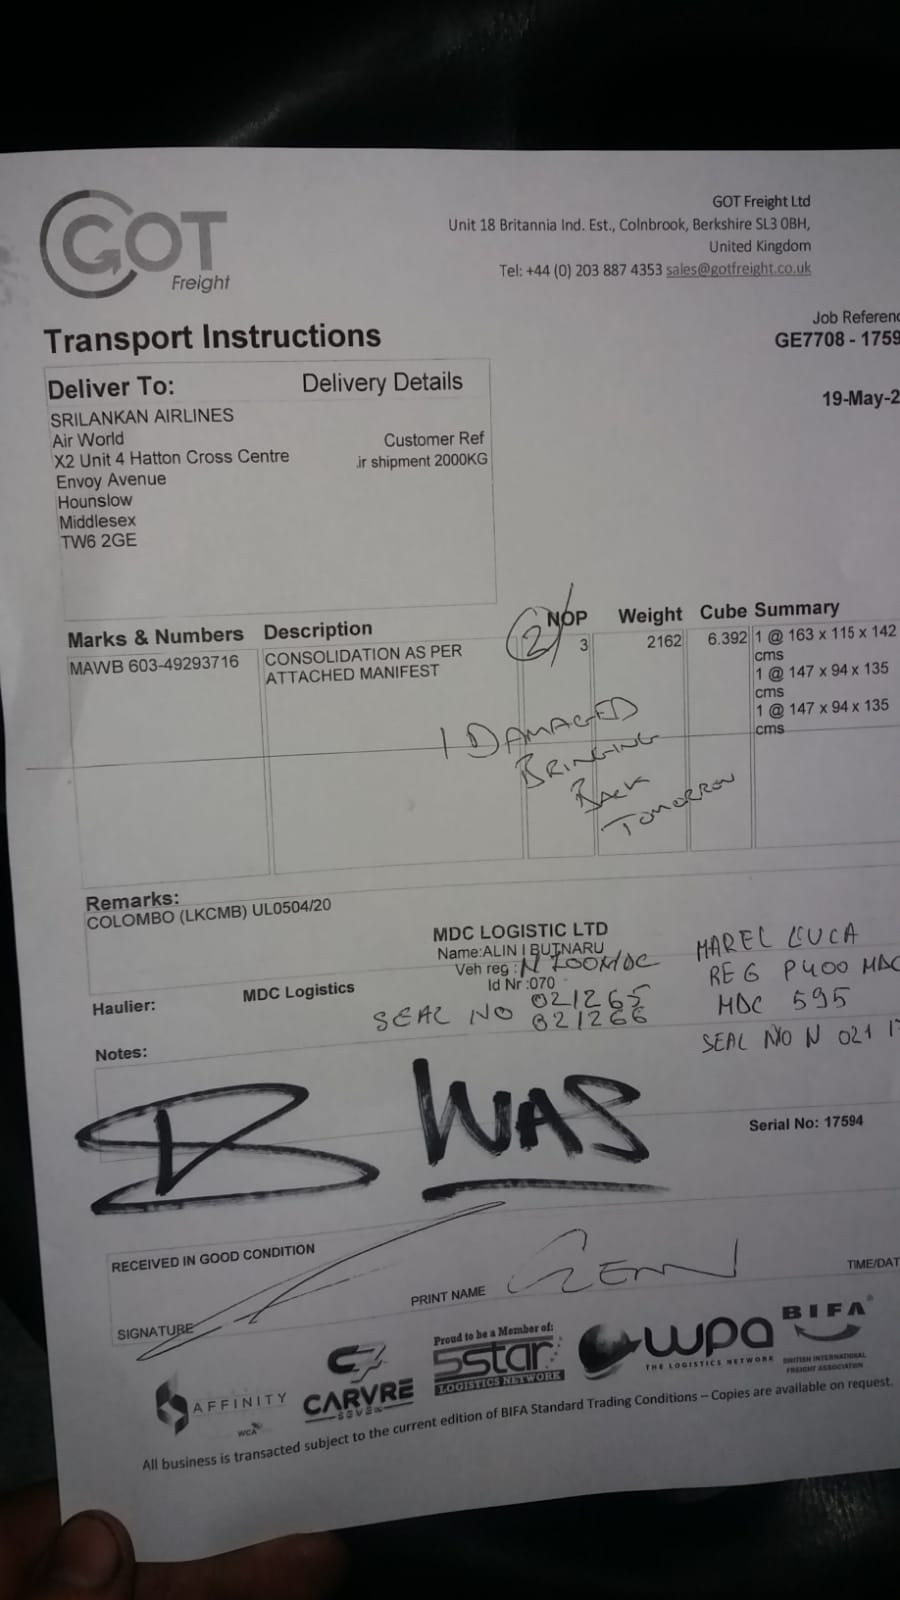 GOT
Freight
GOT Freight Ltd
Unit 18 Britannia Ind. Est., Colnbrook, Berkshire SL3 0BH,
United Kingdom
Tel: +44 (0) 203 887 4353 sales@gotfreight.co.uk
Transport Instructions
Job Referenc
GE7708 - 1759
19-May-2
Deliver To: Delivery Details
SRILANKAN AIRLINES
Air World
X2 Unit 4 Hatton Cross Centre
Envoy Avenue
Hounslow
Middlesex
TW6 2GE
Customer Ref
ir shipment 2000KG
Marks & Numbers Description NOP Weight Cube Summary
MAWB 603-49293716 CONSOLIDATION AS PER 2 3 2162 6.392 1 @ 163 x 115 x 142
ATTACHED MANIFEST cms
1 @ 147 x 94 x 135
cms
1 @ 147 x 94 x 135
cms
1 DAMAGED
BRINGING
BACK
TOMORROW
Remarks:
COLOMBO (LKCMB) UL0504/20
MDC LOGISTIC LTD
Name:ALIN I BUTNARU
Veh reg : N700MDC
Id Nr :070
Haulier: MDC Logistics
SEAL NO 021265
021266
MAREL LUCA
REG P400 MDC
MDC 595
SEAL NO N 021 1
Notes:
WAS
Serial No: 17594
RECEIVED IN GOOD CONDITION
SIGNATURE
PRINT NAME
TIME/DAT
AFFINITY
WCA
CARVRE
SEVEN
Proud to be a Member of:
5star
LOGISTICS NETWORK
wpa
THE LOGISTICS NETWORK
BIFA
BRITISH INTERNATIONAL
FREIGHT ASSOCIATION
All business is transacted subject to the current edition of BIFA Standard Trading Conditions – Copies are available on request.